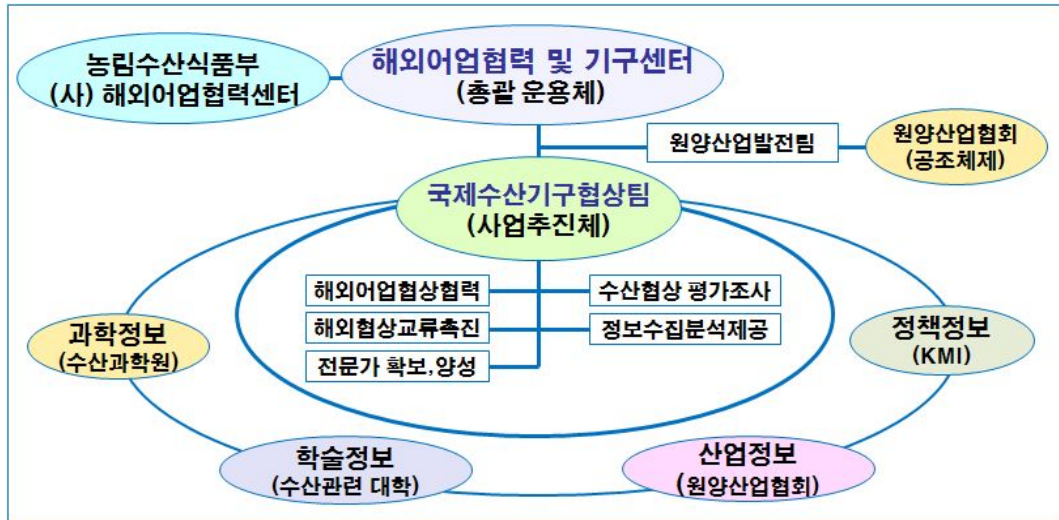 농림수산식품부
(사) 해외어업협력센터
해외어업협력 및 기구센터
(총괄 운용체)
원양산업발전팀
원양산업협회
(공조체제)
국제수산기구협상팀
(사업추진체)
해외어업협상협력
수산협상 평가조사
해외협상교류촉진
정보수집분석제공
전문가 확보,양성
과학정보
(수산과학원)
정책정보
(KMI)
학술정보
(수산관련 대학)
산업정보
(원양산업협회)